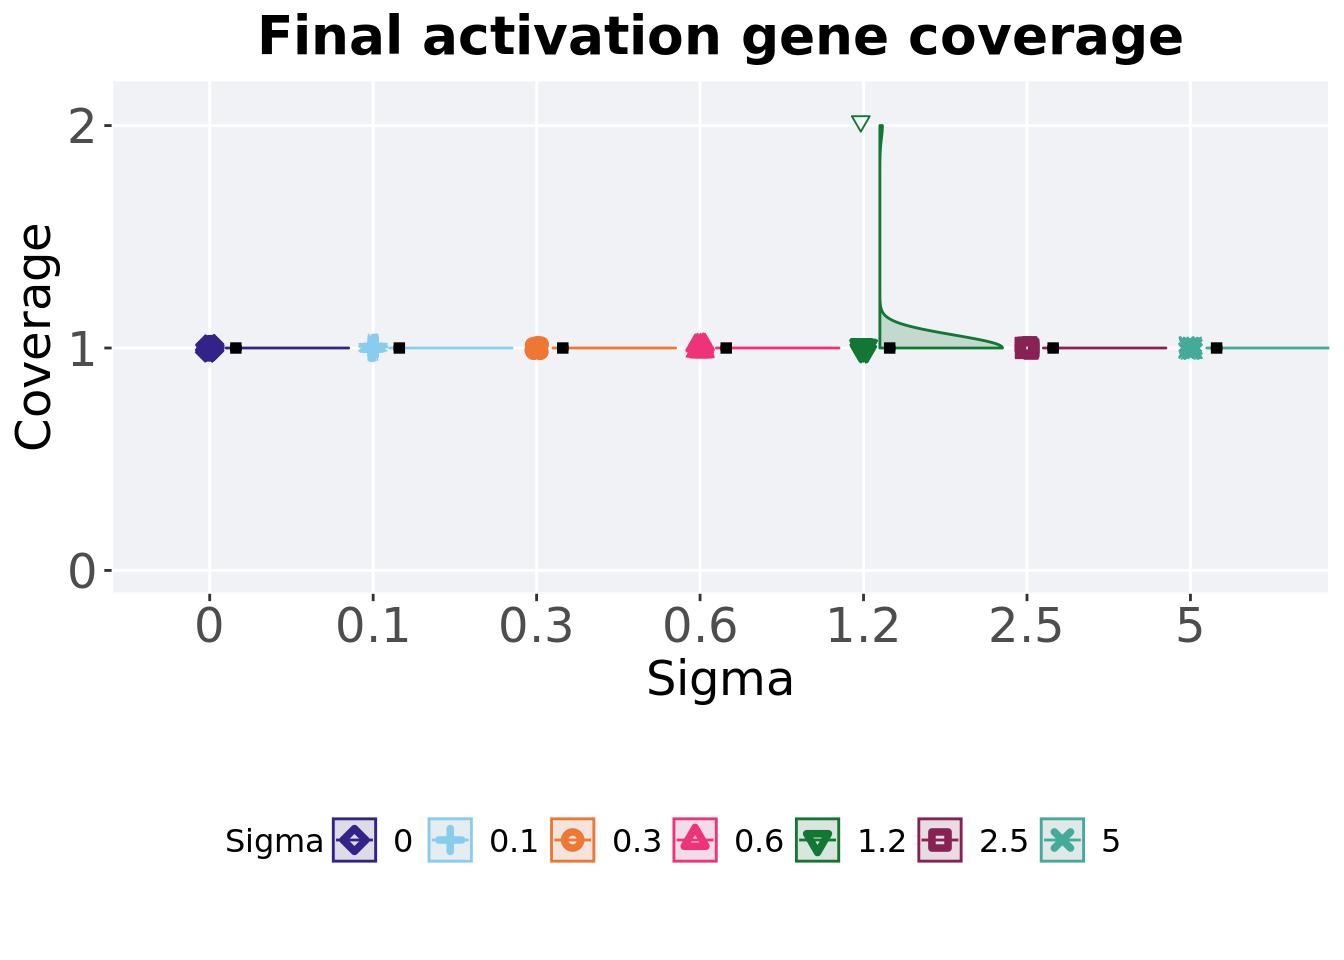 Final activation gene coverage
2
1
0
Coverage
0 0.1 0.3 0.6 1.2 2.5 5
Sigma
Sigma 0 0.1 0.3 0.6 1.2 2.5 5